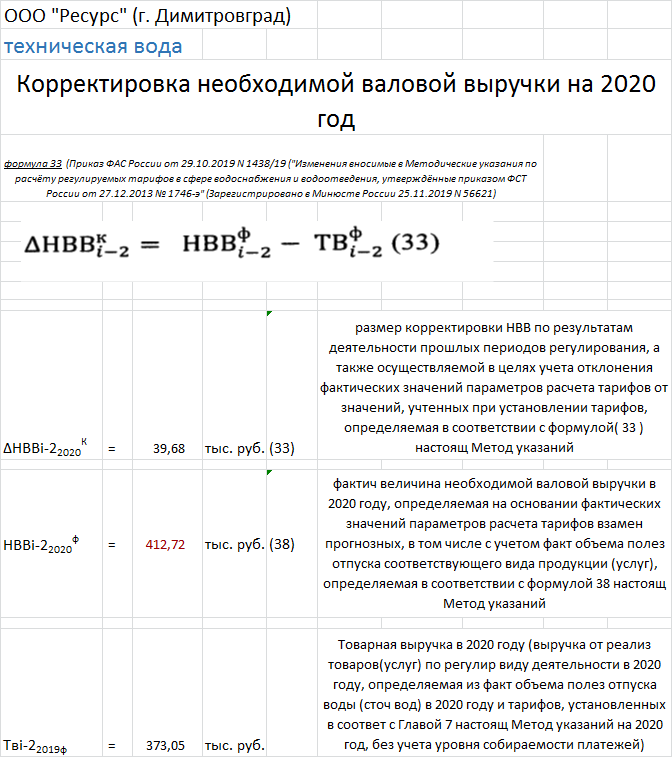 ООО "Ресурс" (г. Димитровград)
техническая вода
Корректировка необходимой валовой выручки на 2020
год
формула 33 (Приказ ФАС России от 29.10.2019 N 1438/19 ("Изменения вносимые в Методические указания по
расчёту регулируемых тарифов в сфере водоснабжения и водоотведения, утверждённые приказом ФСТ
России от 27.12.2013 № 1746-э" (Зарегистрировано в Минюсте России 25.11.2019 N 56621)
ΔНВВ^к_i−2 = НВВ^ф_i−2 − ТВ^ф_i−2 (33)
размер корректировки НВВ по результатам
деятельности прошлых периодов регулирования, а
также осуществляемой в целях учета отклонения
фактических значений параметров расчета тарифов от
значений, учтенных при установлении тарифов,
определяемая в соответствии с формулой( 33 )
настоящ Метод указаний
ΔНВВi-2 2020 К = 39,68 тыс. руб. (33)
фактич величина необходимой валовой выручки в
2020 году, определяемая на основании фактических
значений параметров расчета тарифов взамен
прогнозных, в том числе с учетом факт объема полез
отпуска соответствующего вида продукции (услуг),
определяемая в соответствии с формулой 38 настоящ
Метод указаний
НВВi-2 2020 ф = 412,72 тыс. руб. (38)
Товарная выручка в 2020 году (выручка от реализ
товаров(услуг) по регулир виду деятельности в 2020
году, определяемая из факт объема полез отпуска
воды (сточ вод) в 2020 году и тарифов, установленных
в соответ с Главой 7 настоящ Метод указаний на 2020
год, без учета уровня собираемости платежей)
Твi-2 2019ф = 373,05 тыс. руб.